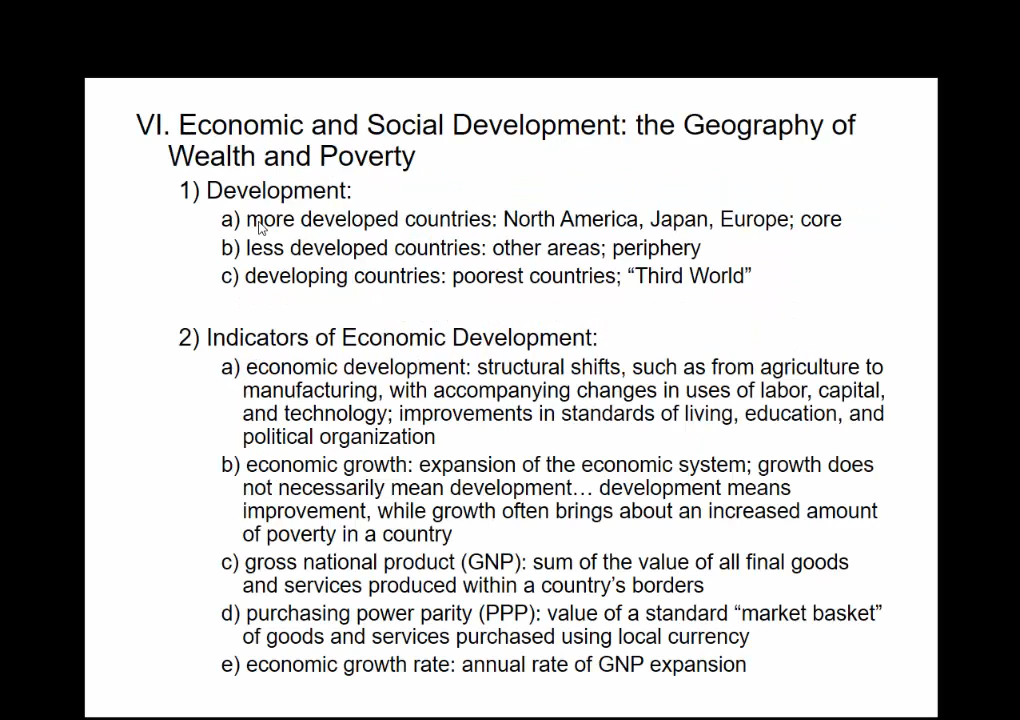 VI. Economic and Social Development: the Geography of
Wealth and Poverty
1) Development:
a) more developed countries: North America, Japan, Europe; core
b) less developed countries: other areas; periphery
c) developing countries: poorest countries; “Third World”
2) Indicators of Economic Development:
a) economic development: structural shifts, such as from agriculture to
manufacturing, with accompanying changes in uses of labor, capital,
and technology; improvements in standards of living, education, and
political organization
b) economic growth: expansion of the economic system; growth does
not necessarily mean development… development means
improvement, while growth often brings about an increased amount
of poverty in a country
c) gross national product (GNP): sum of the value of all final goods
and services produced within a country’s borders
d) purchasing power parity (PPP): value of a standard “market basket”
of goods and services purchased using local currency
e) economic growth rate: annual rate of GNP expansion